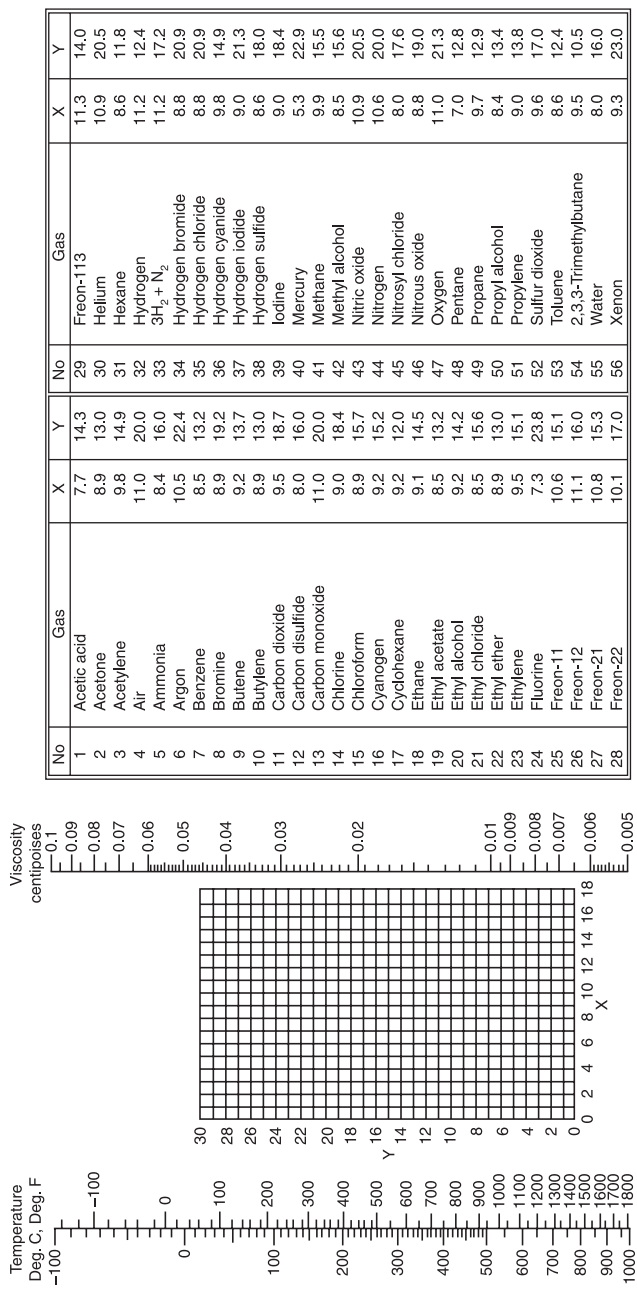 Temperature
Deg. C, Deg. F
−100
0
100
200
300
400
500
600
700
800
900
1000
−100
0
100
200
300
400
500
600
700
800
900
1000
1100
1200
1300
1400
1500
1600
1700
1800
Y
30
28
26
24
22
20
18
16
14
12
10
8
6
4
2
0
0 2 4 6 8 10 12 14 16 18
X
Viscosity
centipoises
0.1
0.09
0.08
0.07
0.06
0.05
0.04
0.03
0.02
0.01
0.009
0.008
0.007
0.006
0.005
No Gas X Y No Gas X Y
1 Acetic acid 7.7 14.3 29 Freon-113 11.3 14.0
2 Acetone 8.9 13.0 30 Helium 10.9 20.5
3 Acetylene 9.8 14.9 31 Hexane 8.6 11.8
4 Air 11.0 20.0 32 Hydrogen 11.2 12.4
5 Ammonia 8.4 16.0 33 3H2 + N2 11.2 17.2
6 Argon 10.5 22.4 34 Hydrogen bromide 8.8 20.9
7 Benzene 8.5 13.2 35 Hydrogen chloride 8.8 20.9
8 Bromine 8.9 19.2 36 Hydrogen cyanide 9.8 14.9
9 Butene 9.2 13.7 37 Hydrogen iodide 9.0 21.3
10 Butylene 8.9 13.0 38 Hydrogen sulfide 8.6 18.0
11 Carbon dioxide 9.5 18.7 39 Iodine 9.0 18.4
12 Carbon disulfide 8.0 16.0 40 Mercury 5.3 22.9
13 Carbon monoxide 11.0 20.0 41 Methane 9.9 15.5
14 Chlorine 9.0 18.4 42 Methyl alcohol 8.5 15.6
15 Chloroform 8.9 15.7 43 Nitric oxide 10.9 20.5
16 Cyanogen 9.2 15.2 44 Nitrogen 10.6 20.0
17 Cyclohexane 9.2 12.0 45 Nitrosyl chloride 8.0 17.6
18 Ethane 9.1 14.5 46 Nitrous oxide 8.8 19.0
19 Ethyl acetate 8.5 13.2 47 Oxygen 11.0 21.3
20 Ethyl alcohol 9.2 14.2 48 Pentane 7.0 12.8
21 Ethyl chloride 8.5 15.6 49 Propane 9.7 12.9
22 Ethyl ether 8.9 13.0 50 Propyl alcohol 8.4 13.4
23 Ethylene 9.5 15.1 51 Propylene 9.0 13.8
24 Fluorine 7.3 23.8 52 Sulfur dioxide 9.6 17.0
25 Freon-11 10.6 15.1 53 Toluene 8.6 12.4
26 Freon-12 11.1 16.0 54 2,3,3-Trimethylbutane 9.5 10.5
27 Freon-21 10.8 15.3 55 Water 8.0 16.0
28 Freon-22 10.1 17.0 56 Xenon 9.3 23.0